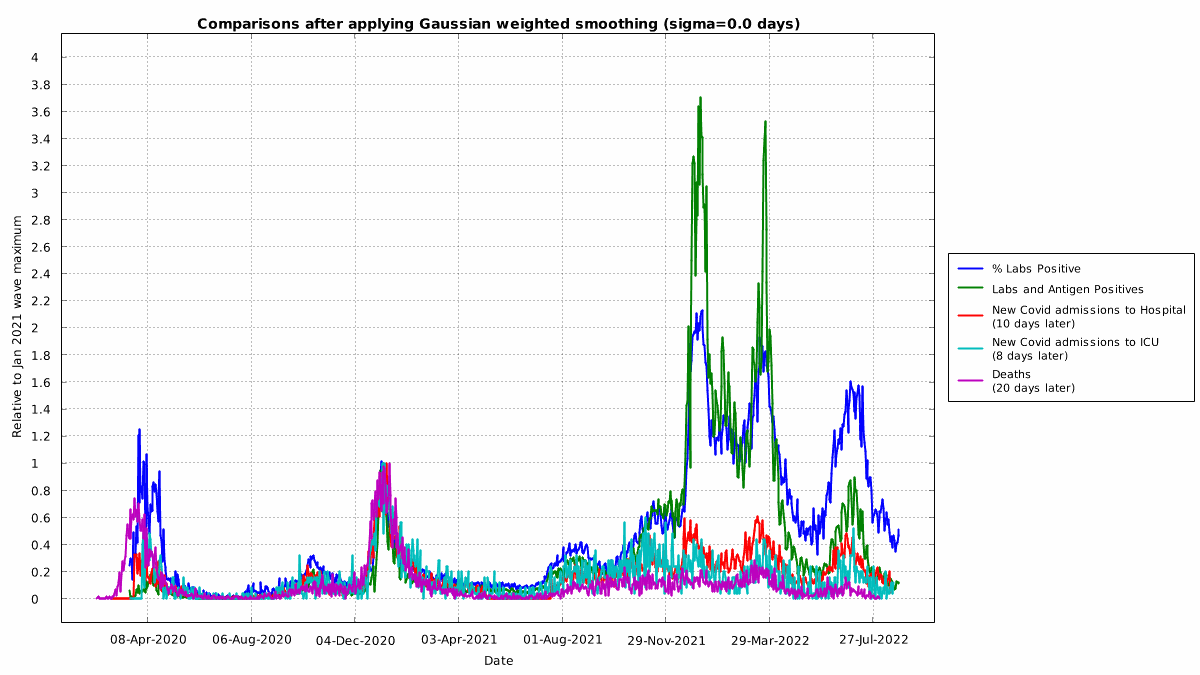 Comparisons after applying Gaussian weighted smoothing (sigma=0.0 days)
Relative to Jan 2021 wave maximum
4
3.8
3.6
3.4
3.2
3
2.8
2.6
2.4
2.2
2
1.8
1.6
1.4
1.2
1
0.8
0.6
0.4
0.2
0
08-Apr-2020
06-Aug-2020
04-Dec-2020
03-Apr-2021
01-Aug-2021
29-Nov-2021
29-Mar-2022
27-Jul-2022
Date
% Labs Positive
Labs and Antigen Positives
New Covid admissions to Hospital
(10 days later)
New Covid admissions to ICU
(8 days later)
Deaths
(20 days later)